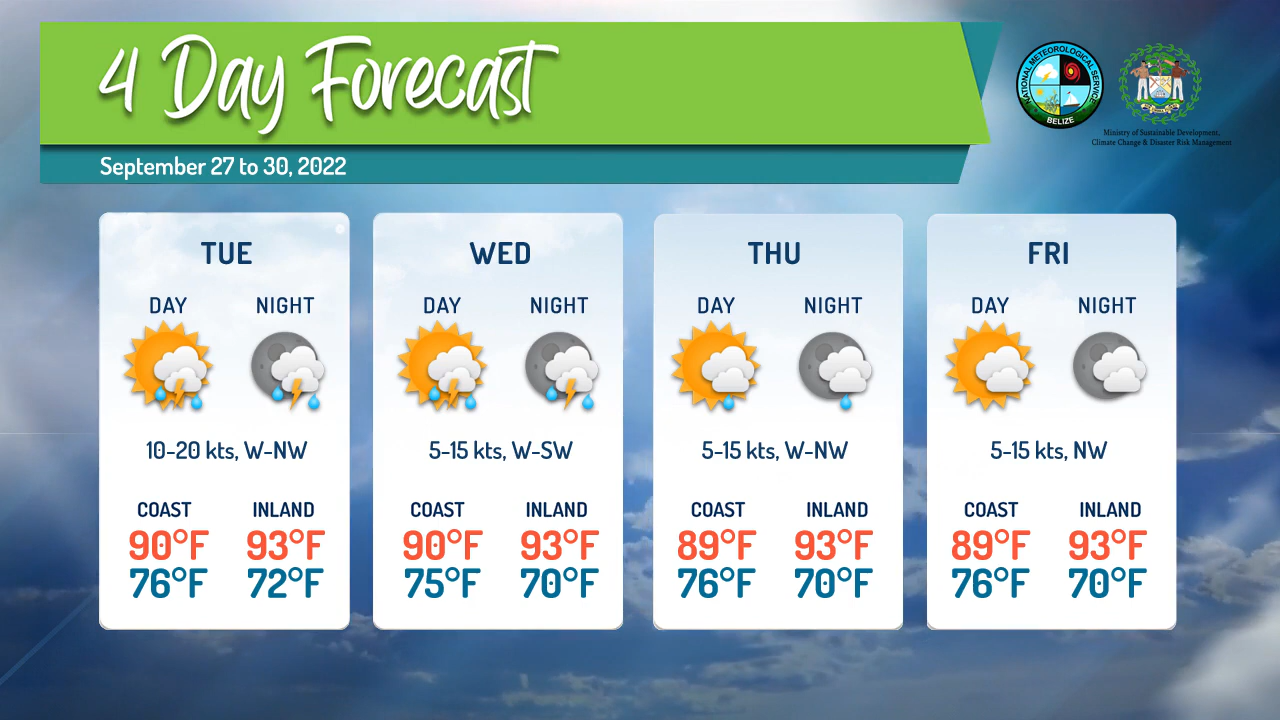 4 Day Forecast
September 27 to 30, 2022
NATIONAL METEOROLOGICAL SERVICE
BELIZE
Ministry of Sustainable Development,
Climate Change & Disaster Risk Management
TUE
DAY NIGHT
10-20 kts, W-NW
COAST INLAND
90°F 93°F
76°F 72°F
WED
DAY NIGHT
5-15 kts, W-SW
COAST INLAND
90°F 93°F
75°F 70°F
THU
DAY NIGHT
5-15 kts, W-NW
COAST INLAND
89°F 93°F
76°F 70°F
FRI
DAY NIGHT
5-15 kts, NW
COAST INLAND
89°F 93°F
76°F 70°F